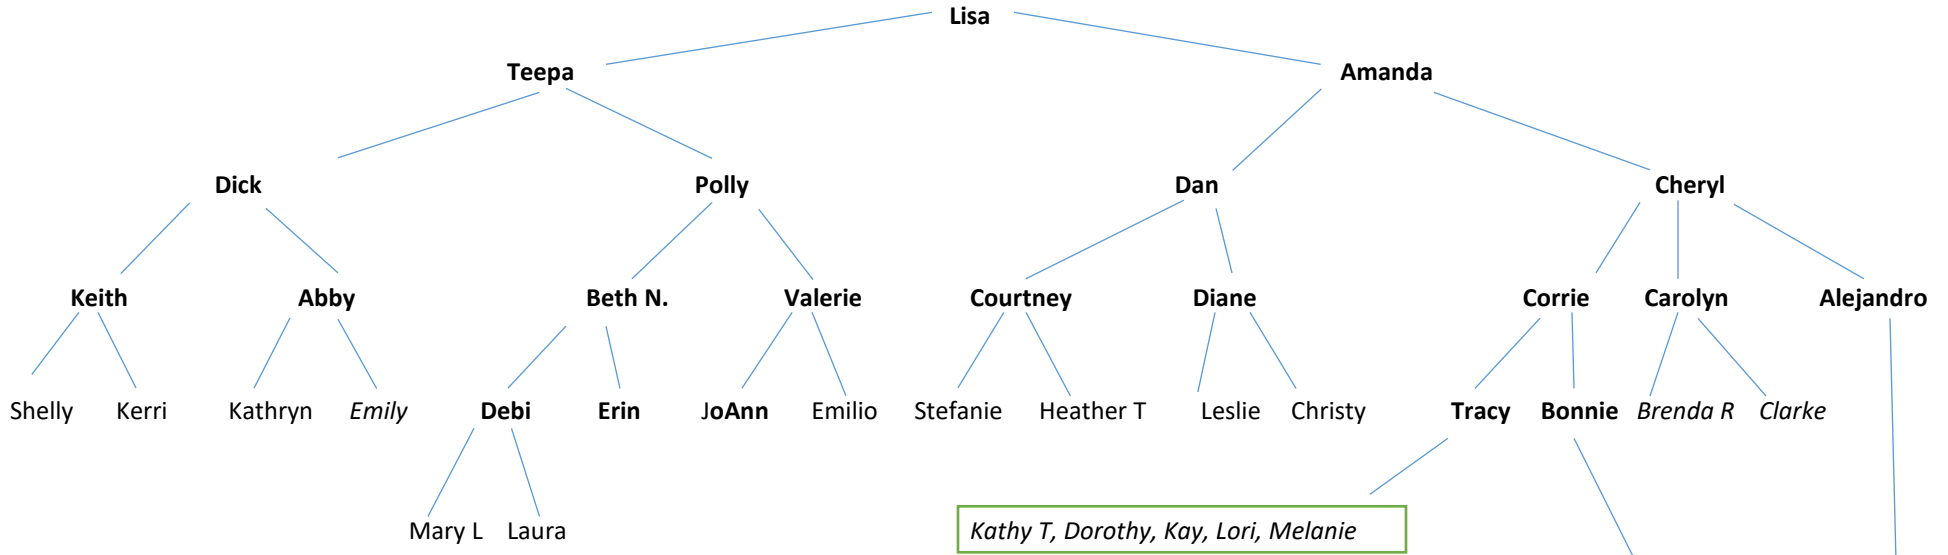 Lisa
Teepa Amanda
Dick Polly Dan Cheryl
Keith Abby Beth N. Valerie Courtney Diane Corrie Carolyn Alejandro
Shelly Kerri Kathryn Emily Debi Erin JoAnn Emilio Stefanie Heather T Leslie Christy Tracy Bonnie Brenda R Clarke
Mary L Laura Kathy T, Dorothy, Kay, Lori, Melanie